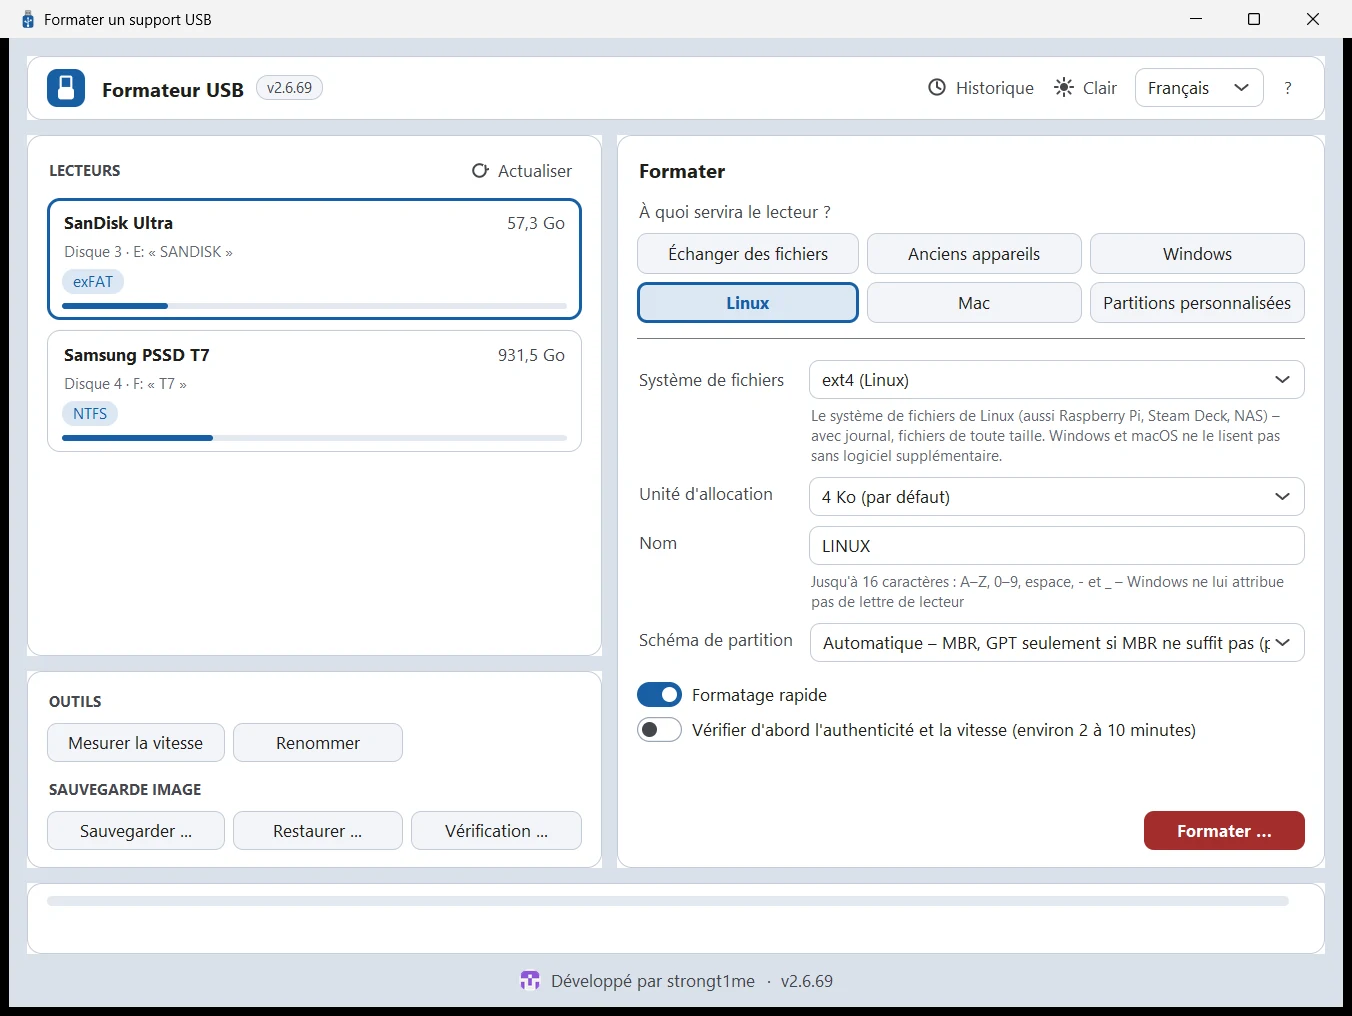 Formater un support USB
Formateur USB
v2.6.69
Historique
Clair
Français
?
LECTEURS
Actualiser
SanDisk Ultra
57,3 Go
Disque 3 · E: « SANDISK »
exFAT
Samsung PSSD T7
931,5 Go
Disque 4 · F: « T7 »
NTFS
OUTILS
Mesurer la vitesse
Renommer
SAUVEGARDE IMAGE
Sauvegarder ...
Restaurer ...
Vérification ...
Formater
À quoi servira le lecteur ?
Échanger des fichiers
Anciens appareils
Windows
Linux
Mac
Partitions personnalisées
Système de fichiers
ext4 (Linux)
Le système de fichiers de Linux (aussi Raspberry Pi, Steam Deck, NAS) –
avec journal, fichiers de toute taille. Windows et macOS ne le lisent pas
sans logiciel supplémentaire.
Unité d'allocation
4 Ko (par défaut)
Nom
LINUX
Jusqu'à 16 caractères : A–Z, 0–9, espace, - et _ – Windows ne lui attribue
pas de lettre de lecteur
Schéma de partition
Automatique – MBR, GPT seulement si MBR ne suffit pas (
Formatage rapide
Vérifier d'abord l'authenticité et la vitesse (environ 2 à 10 minutes)
Formater ...
Développé par strongt1me · v2.6.69